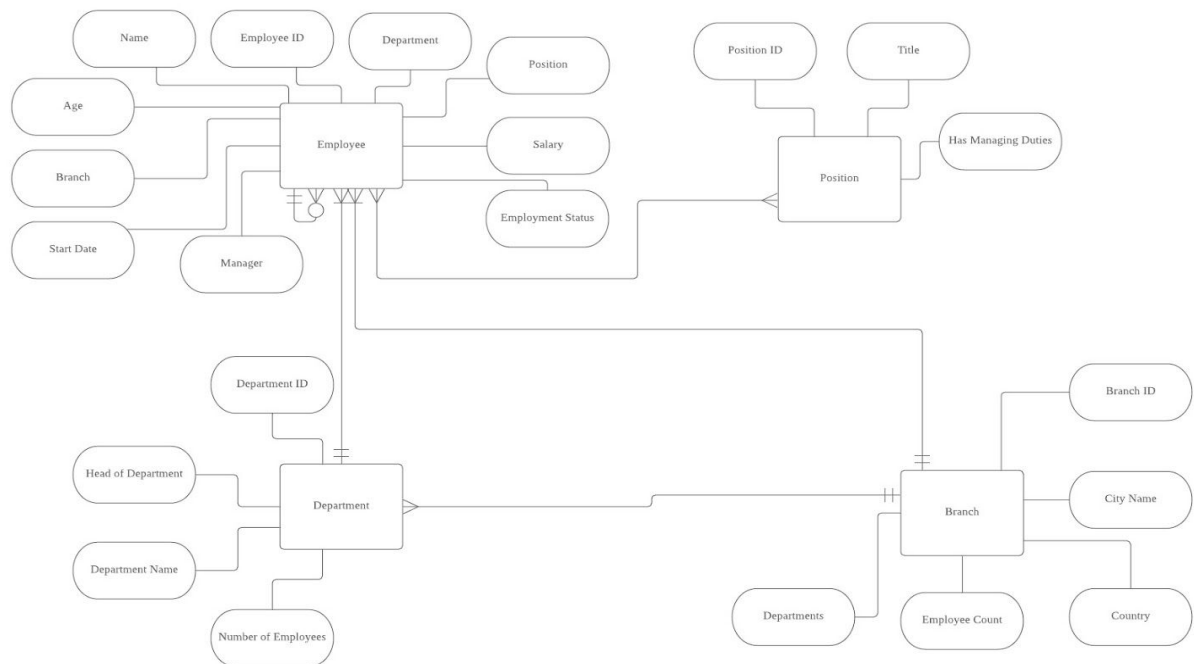 Name
Employee ID
Department
Position
Age
Employee
Salary
Branch
Employment Status
Start Date
Manager
Position ID
Title
Has Managing Duties
Position
Department ID
Head of Department
Department
Department Name
Number of Employees
Branch ID
City Name
Branch
Departments
Employee Count
Country